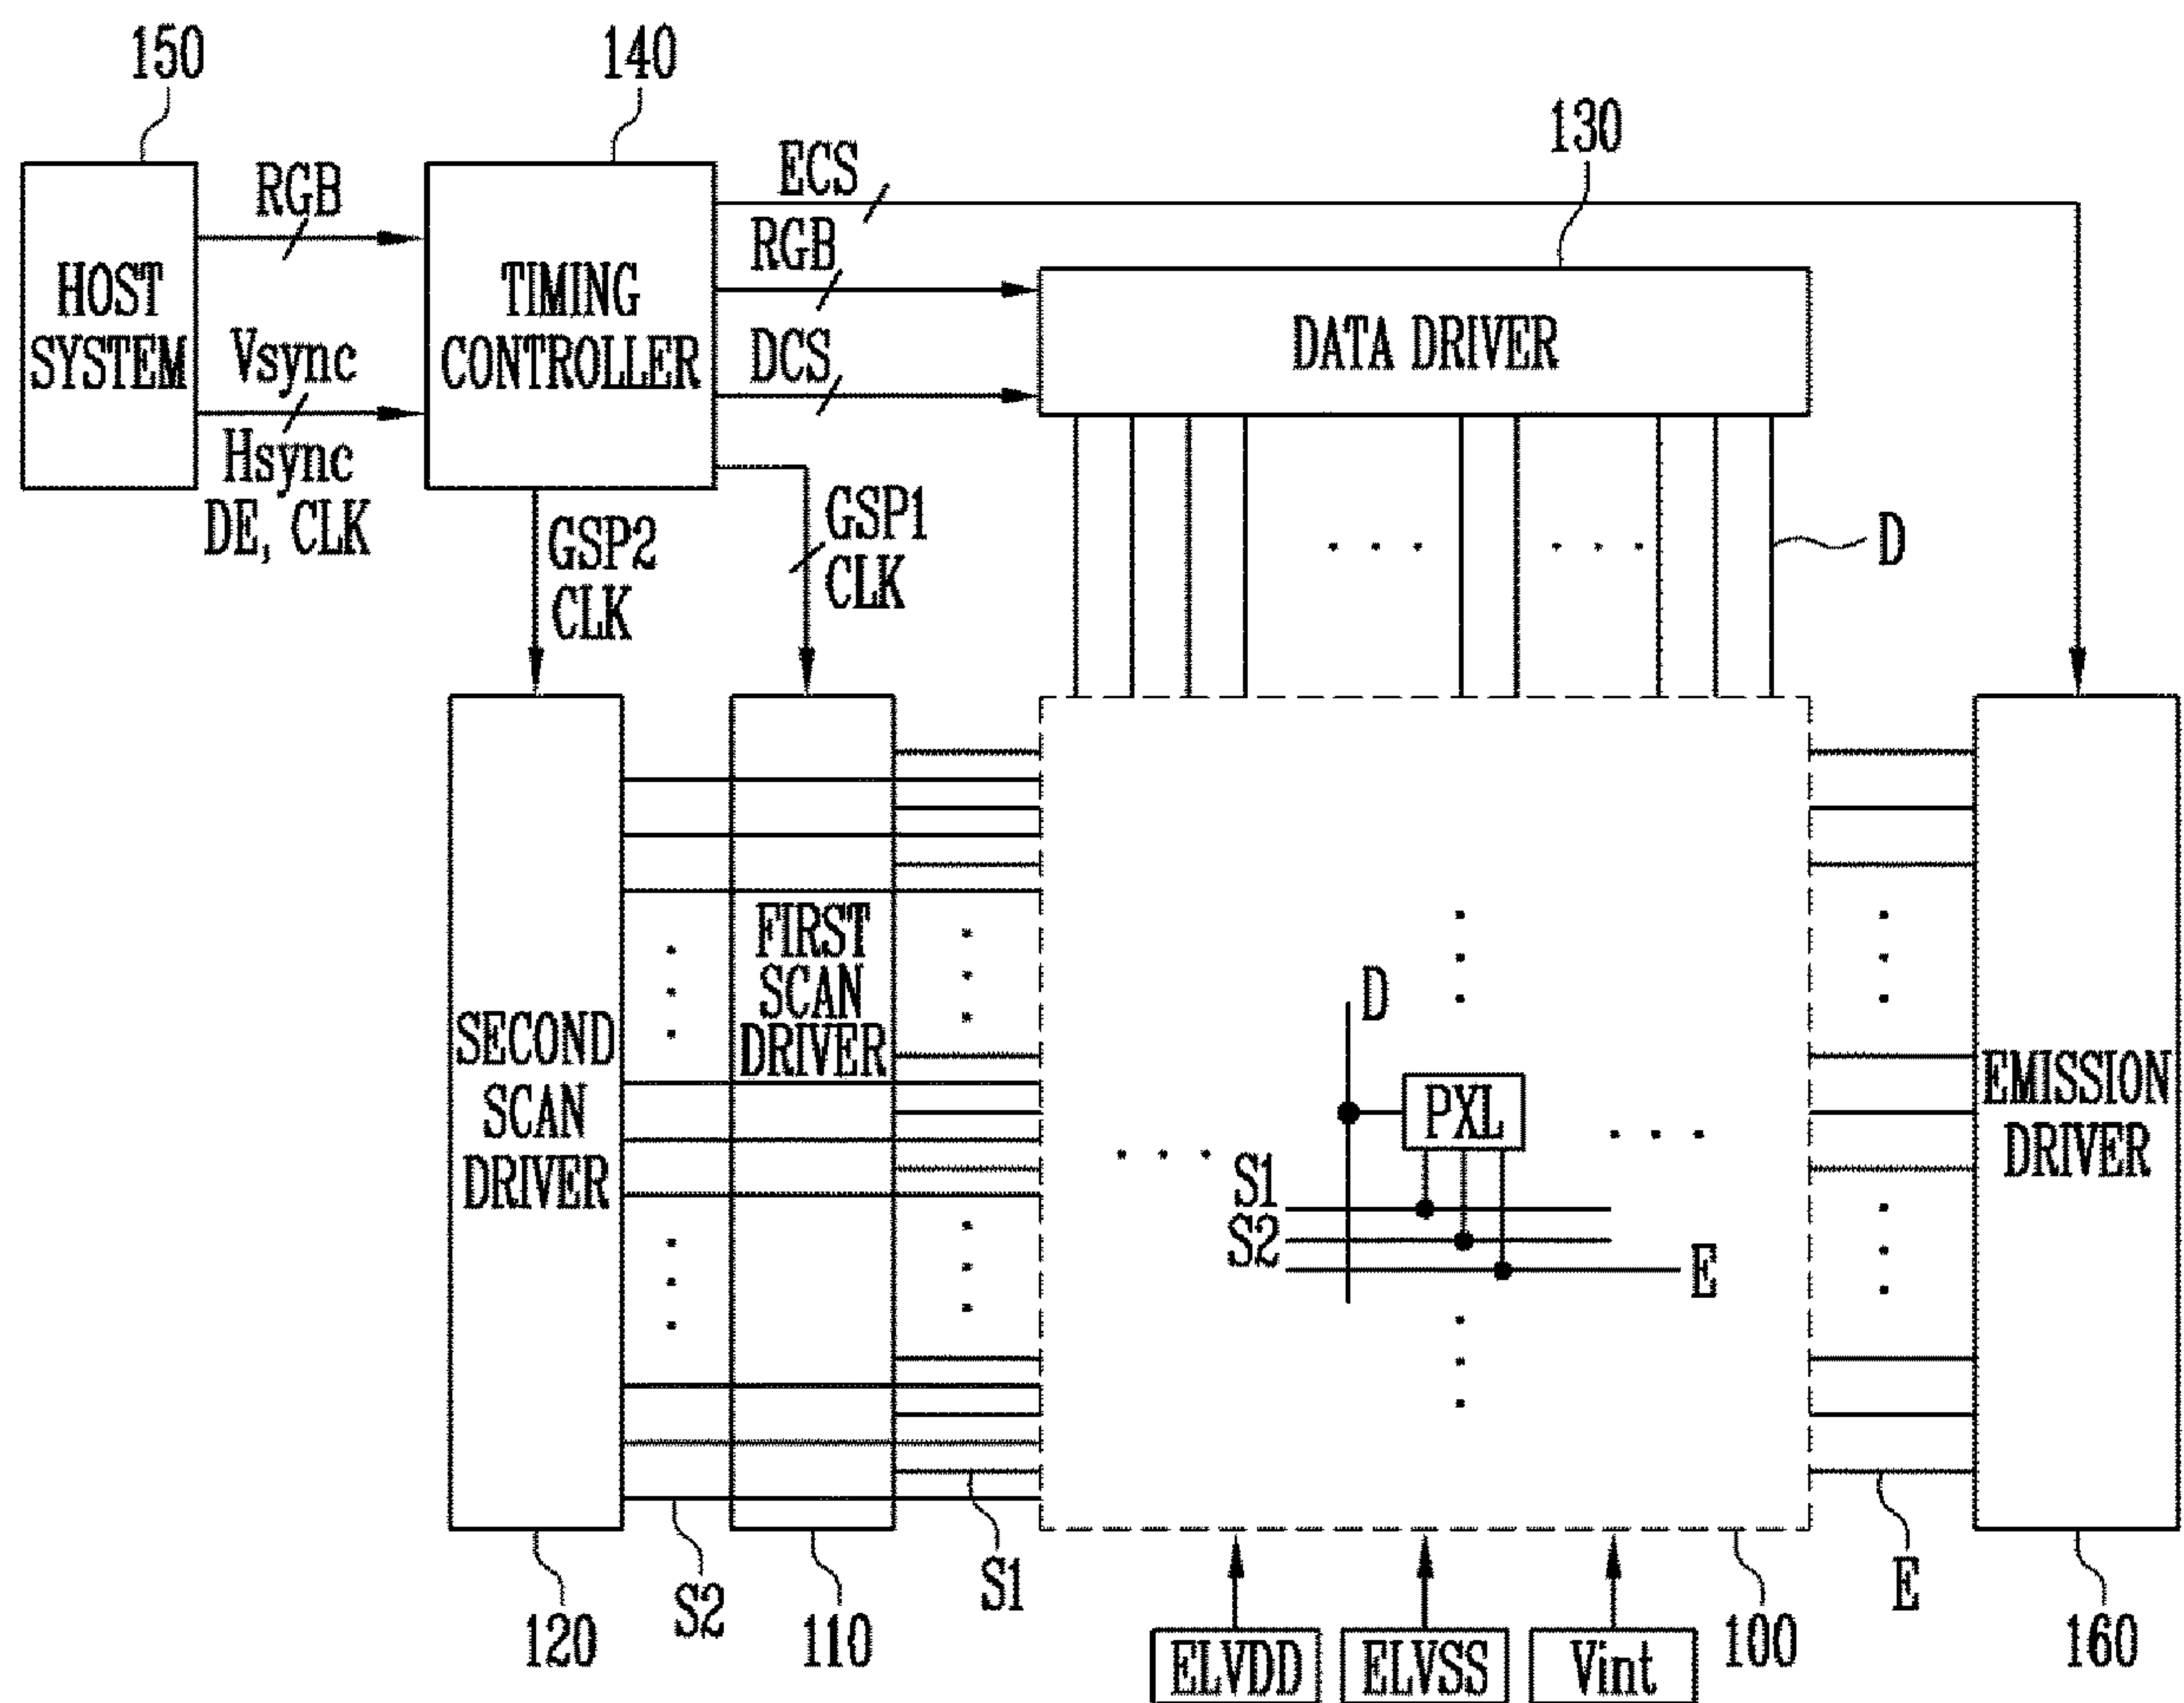 150
140
130
HOST
SYSTEM
RGB
Vsync
Hsync
DE, CLK
TIMING
CONTROLLER
ECS
RGB
DCS
DATA DRIVER
GSP2
CLK
GSP1
CLK
D
SECOND
SCAN
DRIVER
FIRST
SCAN
DRIVER
D
PXL
S1
S2
E
EMISSION
DRIVER
120
S2
110
S1
ELVDD
ELVSS
Vint
100
E
160